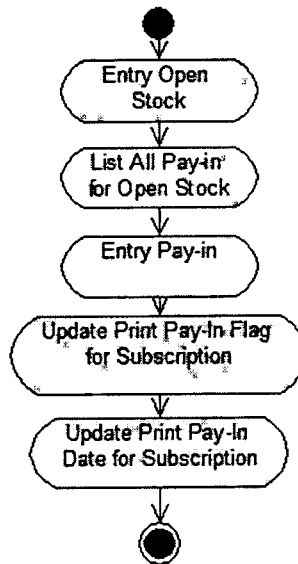 Entry Open
Stock
List All Pay-in
for Open Stock
Entry Pay-in
Update Print Pay-In Flag
for Subscription
Update Print Pay-In
Date for Subscription